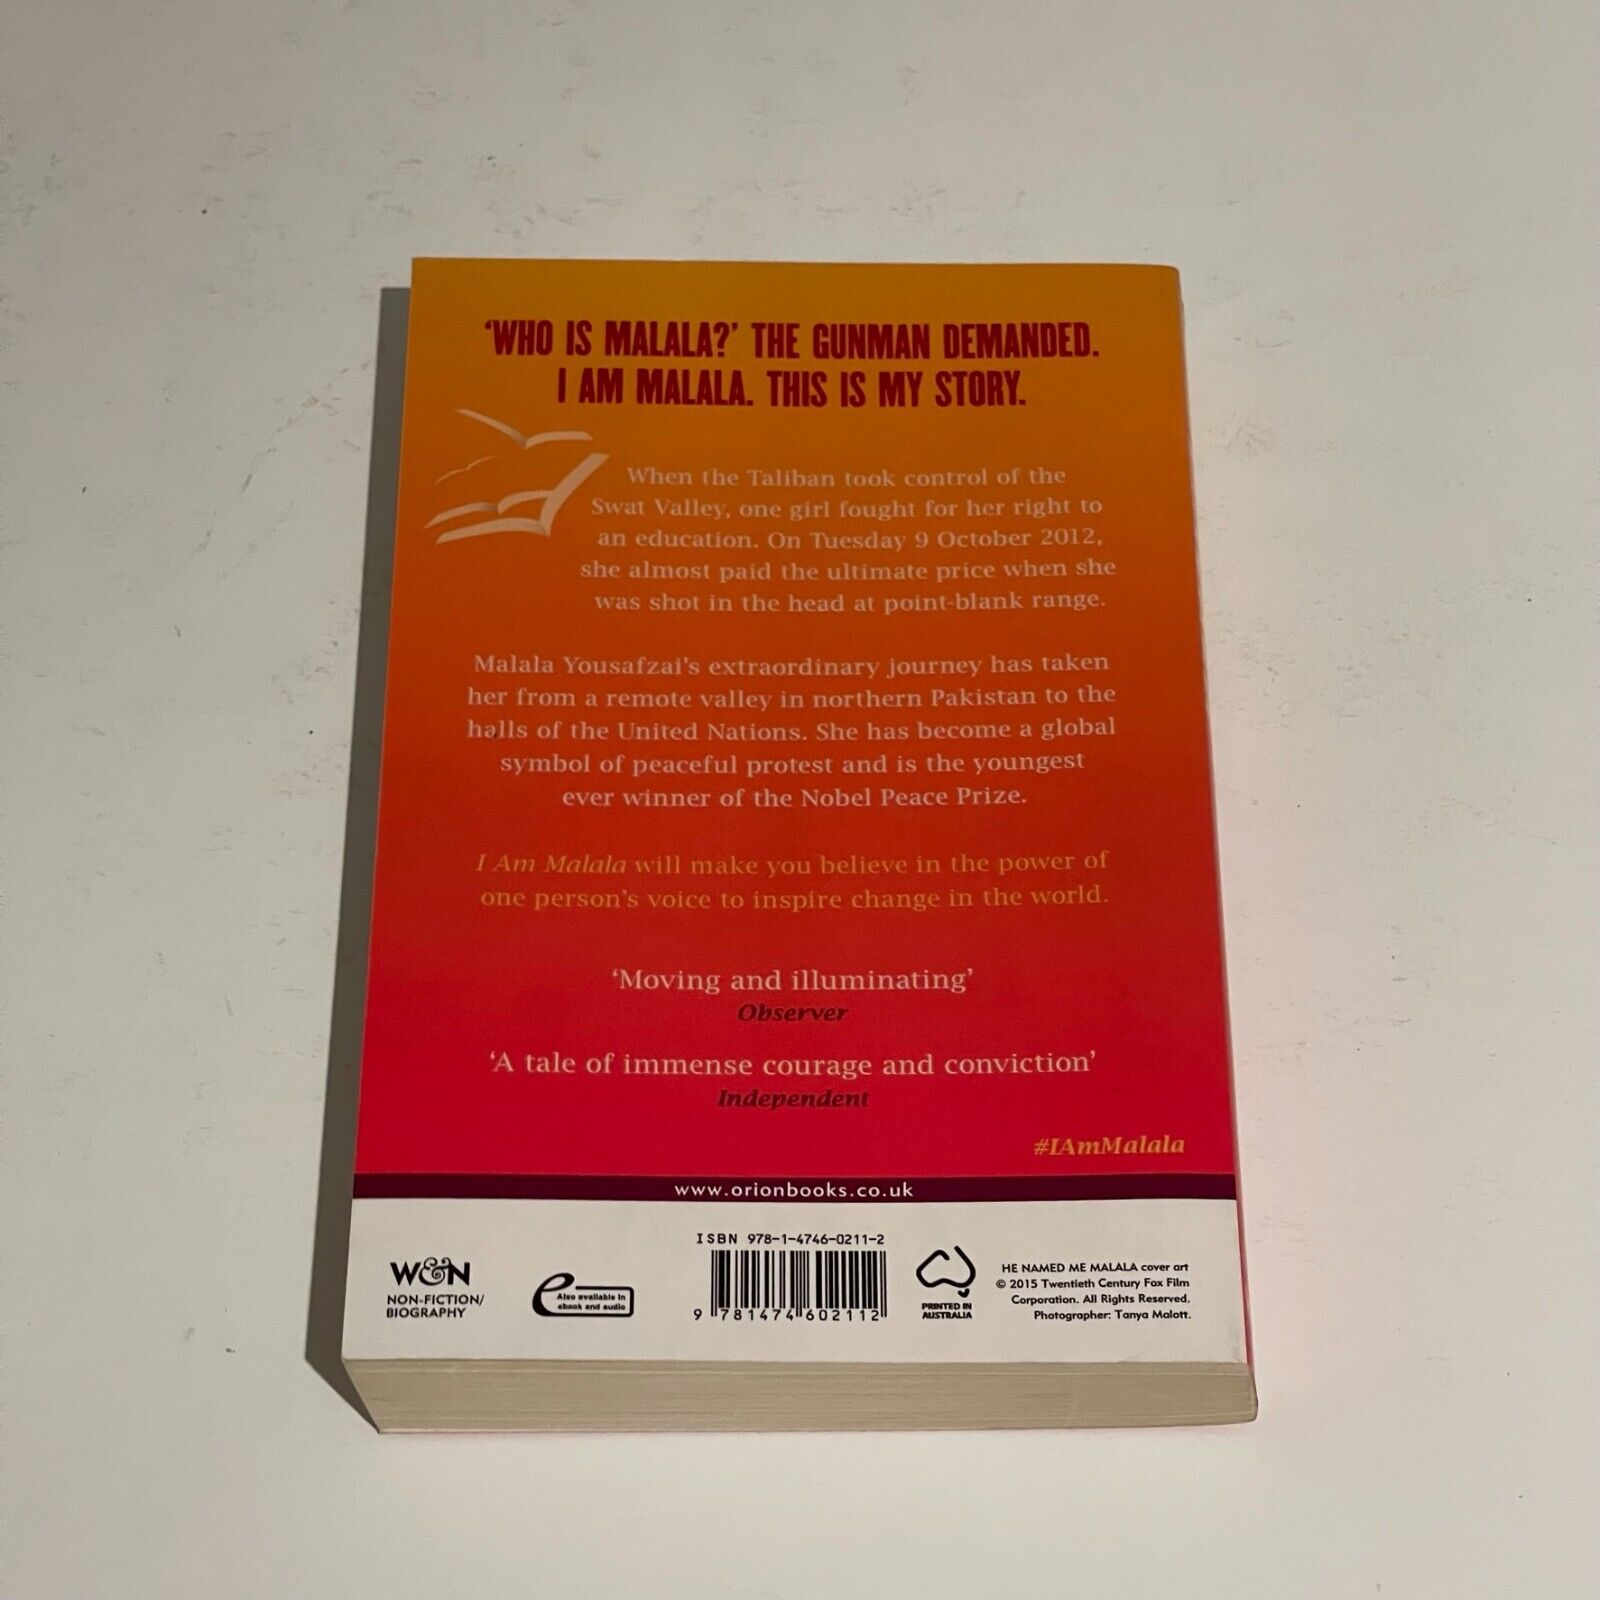 ‘WHO IS MALALA?’ THE GUNMAN DEMANDED.
I AM MALALA. THIS IS MY STORY.
When the Taliban took control of the
Swat Valley, one girl fought for her right to
an education. On Tuesday 9 October 2012,
she almost paid the ultimate price when she
was shot in the head at point-blank range.
Malala Yousafzai’s extraordinary journey has taken
her from a remote valley in northern Pakistan to the
halls of the United Nations. She has become a global
symbol of peaceful protest and is the youngest
ever winner of the Nobel Peace Prize.
I Am Malala will make you believe in the power of
one person’s voice to inspire change in the world.
‘Moving and illuminating’
Observer
‘A tale of immense courage and conviction’
Independent
#IAmMalala
www.orionbooks.co.uk
W&N
NON-FICTION/
BIOGRAPHY
e
Also available in
ebook and audio
ISBN 978-1-4746-0211-2
9 781474 602112
PRINTED IN
AUSTRALIA
HE NAMED ME MALALA cover art
© 2015 Twentieth Century Fox Film
Corporation. All Rights Reserved.
Photographer: Tanya Malott.